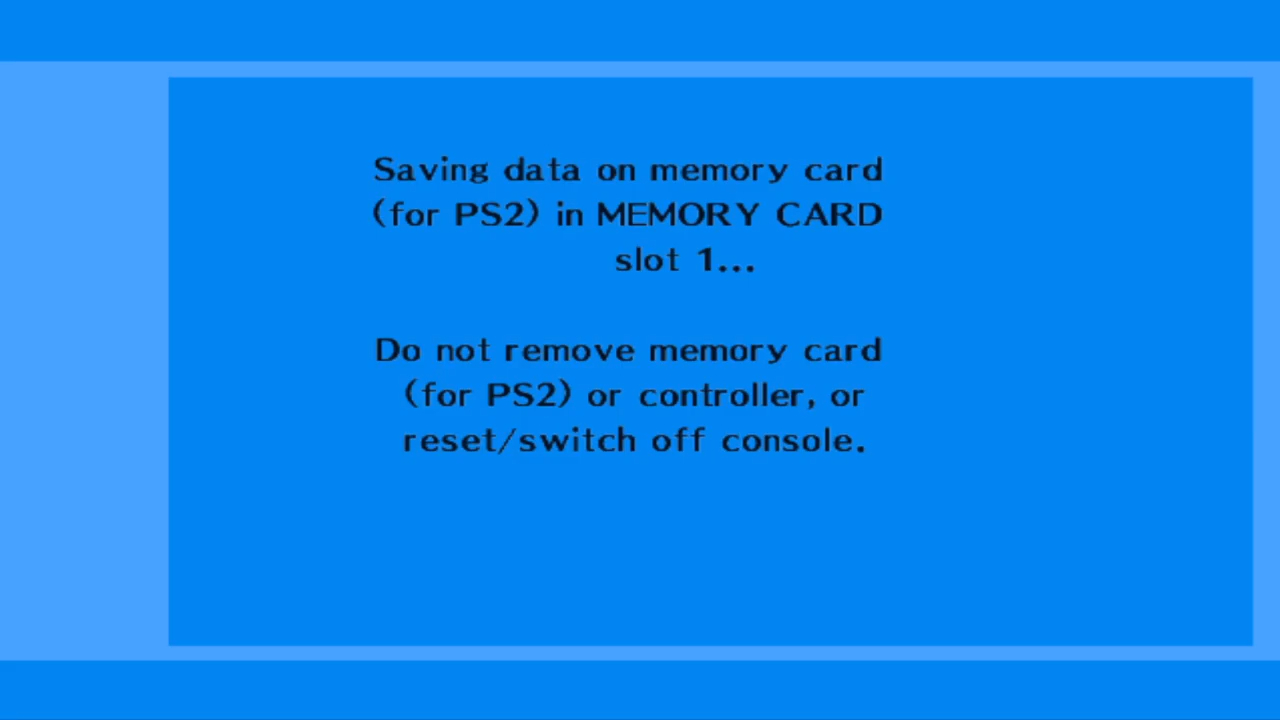 Saving data on memory card
(for PS2) in MEMORY CARD
slot 1...
Do not remove memory card
(for PS2) or controller, or
reset/switch off console.